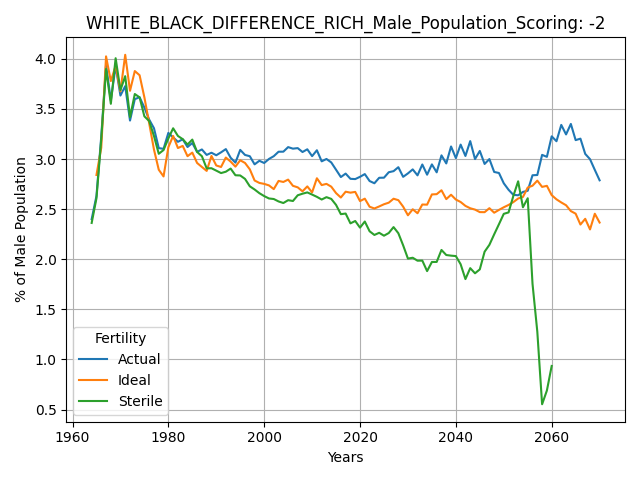 WHITE_BLACK_DIFFERENCE_RICH_Male_Population_Scoring: -2
% of Male Population
4.0
3.5
3.0
2.5
2.0
1.5
1.0
0.5
Fertility
Actual
Ideal
Sterile
1960 1980 2000 2020 2040 2060
Years